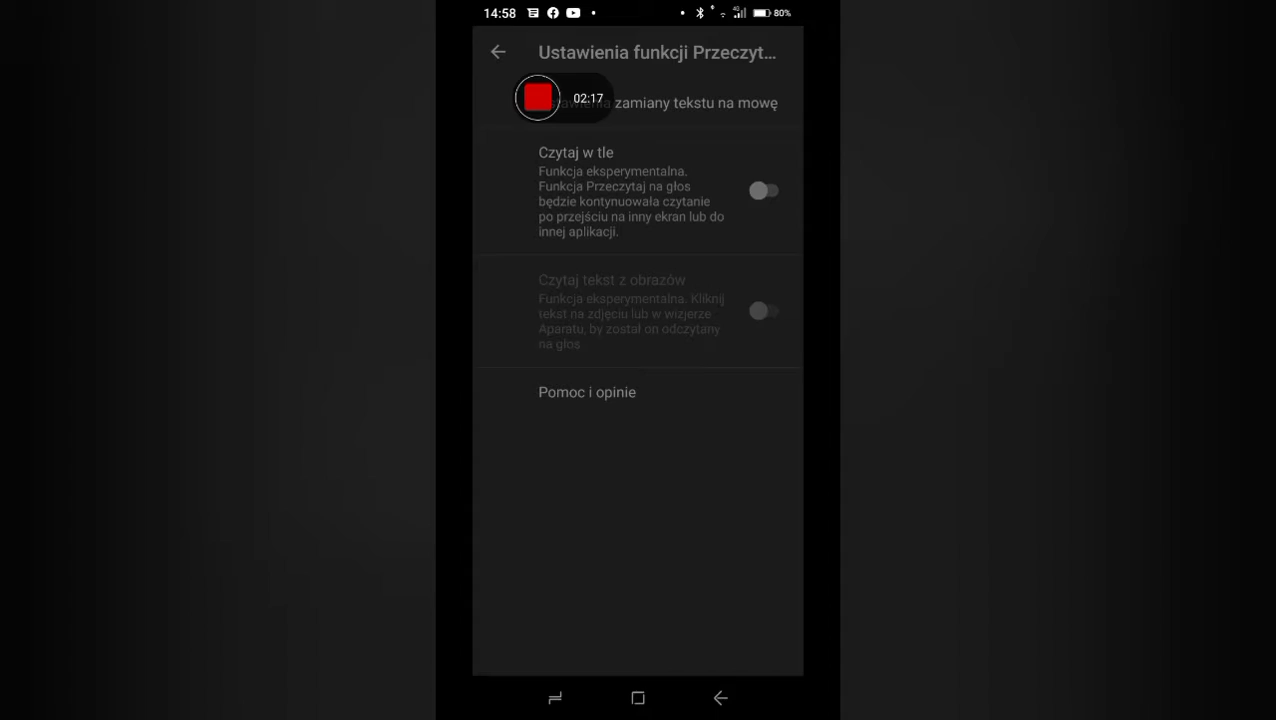 14:58
4G
80%
Ustawienia funkcji Przeczyt...
02:17
zamiany tekstu na mowę
Czytaj w tle
Funkcja eksperymentalna.
Funkcja Przeczytaj na głos
będzie kontynuowała czytanie
po przejściu na inny ekran lub do
innej aplikacji.
Czytaj tekst z obrazów
Funkcja eksperymentalna. Kliknij
tekst na zdjęciu lub w wizjerze
Aparatu, by został on odczytany
na głos
Pomoc i opinie